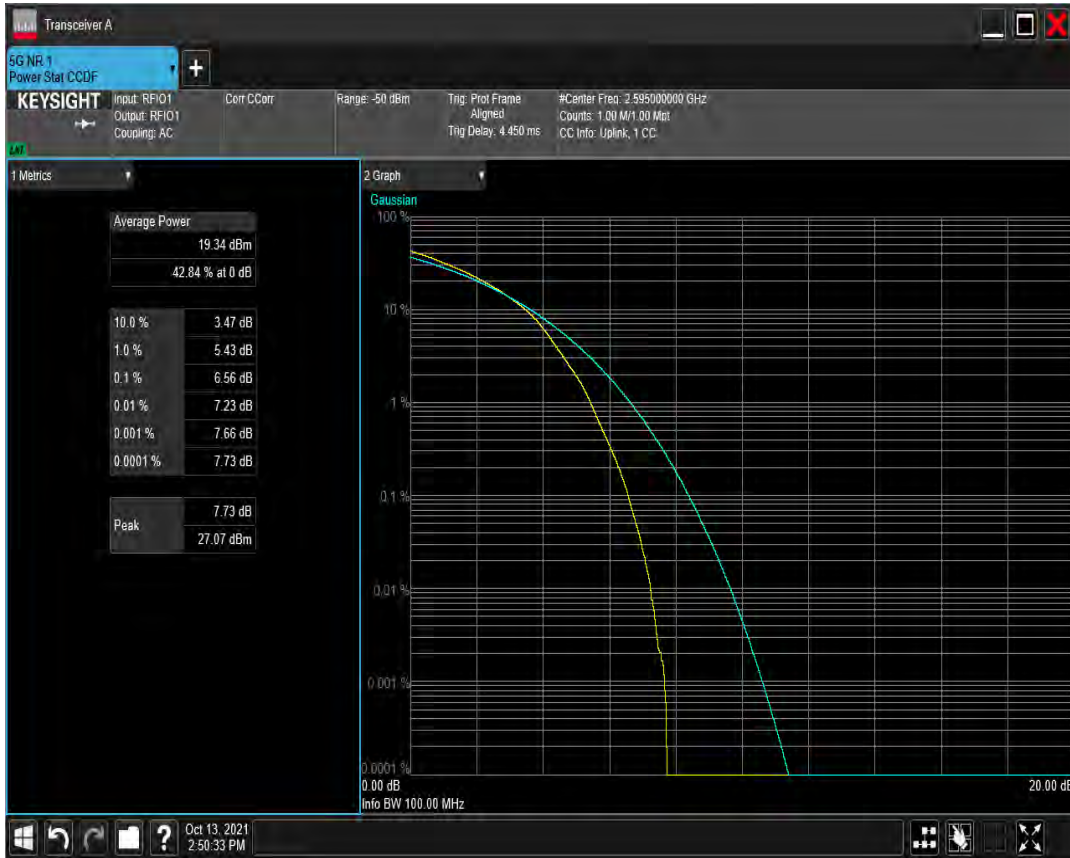 Transceiver A
5G NR 1
Power Stat CCDF
+
KEYSIGHT
Input: RFIO1
Output: RFIO1
Coupling: AC
Corr CCorr
Range: -50 dBm
Trig: Prot Frame
Aligned
Trig Delay: 4.450 ms
#Center Freq: 2.595000000 GHz
Counts: 1.00 M/1.00 Mpt
CC Info: Uplink, 1 CC
1 Metrics
Average Power
19.34 dBm
42.84 % at 0 dB
10.0 % 3.47 dB
1.0 % 5.43 dB
0.1 % 6.56 dB
0.01 % 7.23 dB
0.001 % 7.66 dB
0.0001 % 7.73 dB
Peak 7.73 dB
27.07 dBm
2 Graph
Gaussian
100 %
10 %
1 %
0.1 %
0.01 %
0.001 %
0.0001 %
0.00 dB 20.00 dB
Info BW 100.00 MHz
?
Oct 13, 2021
2:50:33 PM